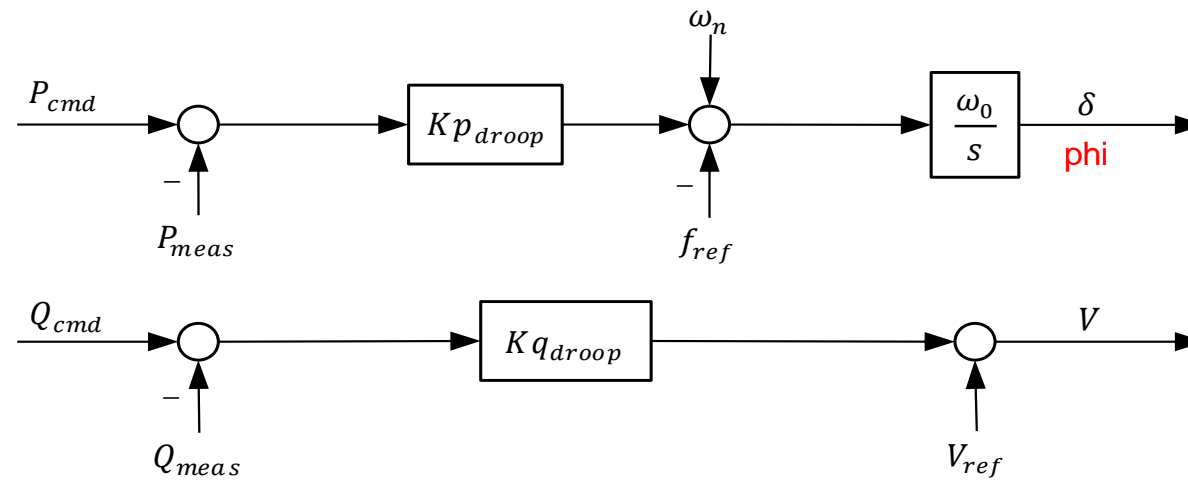 ω_n
P_cmd
Kp_droop
ω_0
s
δ
phi
−
−
P_meas
f_ref
Q_cmd
Kq_droop
V
−
Q_meas
V_ref